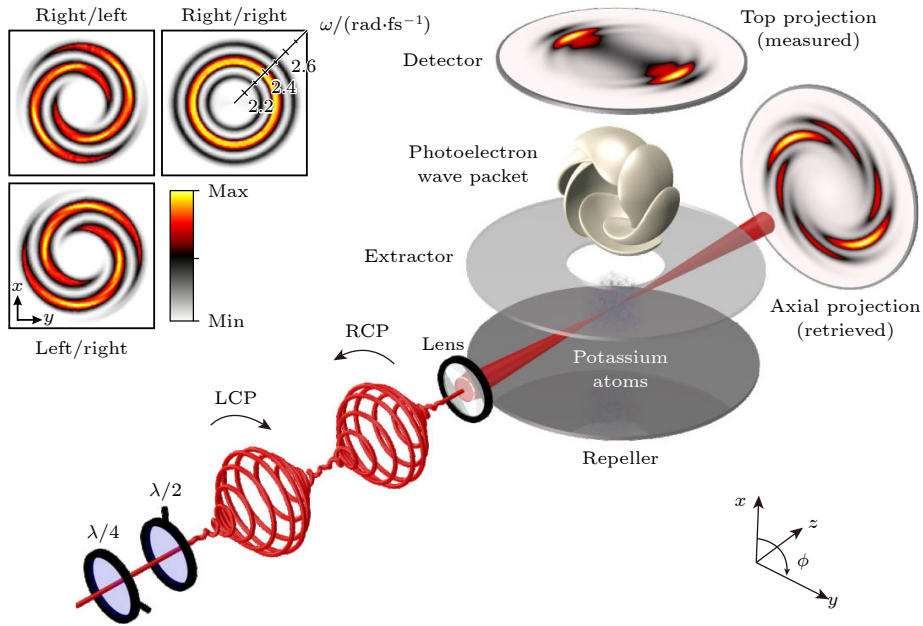 Right/left
Right/right
ω/(rad·fs⁻¹)
2.6
2.4
2.2
Top projection
(measured)
Detector
Photoelectron
wave packet
Max
Min
x
y
Left/right
Extractor
Axial projection
(retrieved)
RCP
Lens
Potassium
atoms
LCP
Repeller
λ/2
λ/4
x
z
ϕ
y